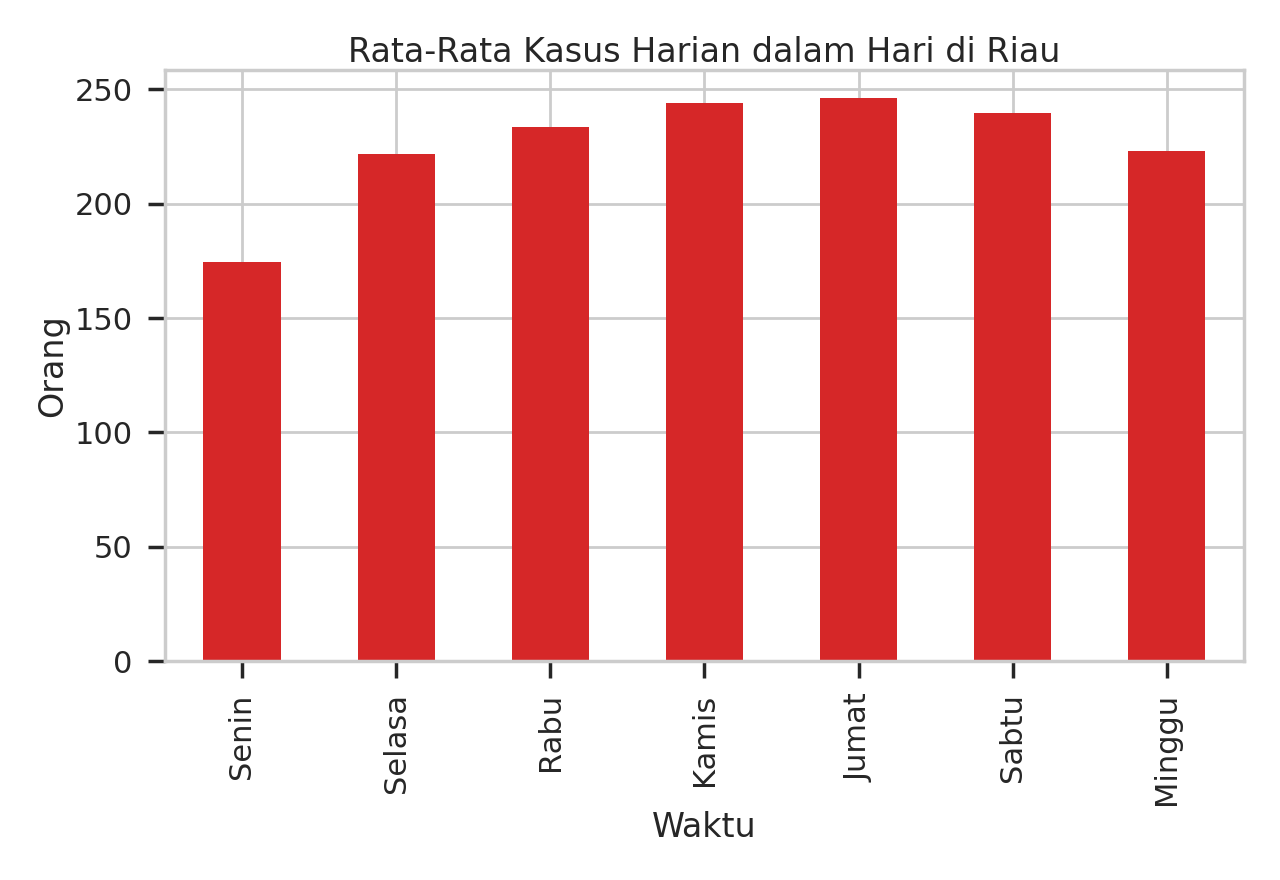 Rata-Rata Kasus Harian dalam Hari di Riau
Orang
250
200
150
100
50
0
Senin
Selasa
Rabu
Kamis
Jumat
Sabtu
Minggu
Waktu